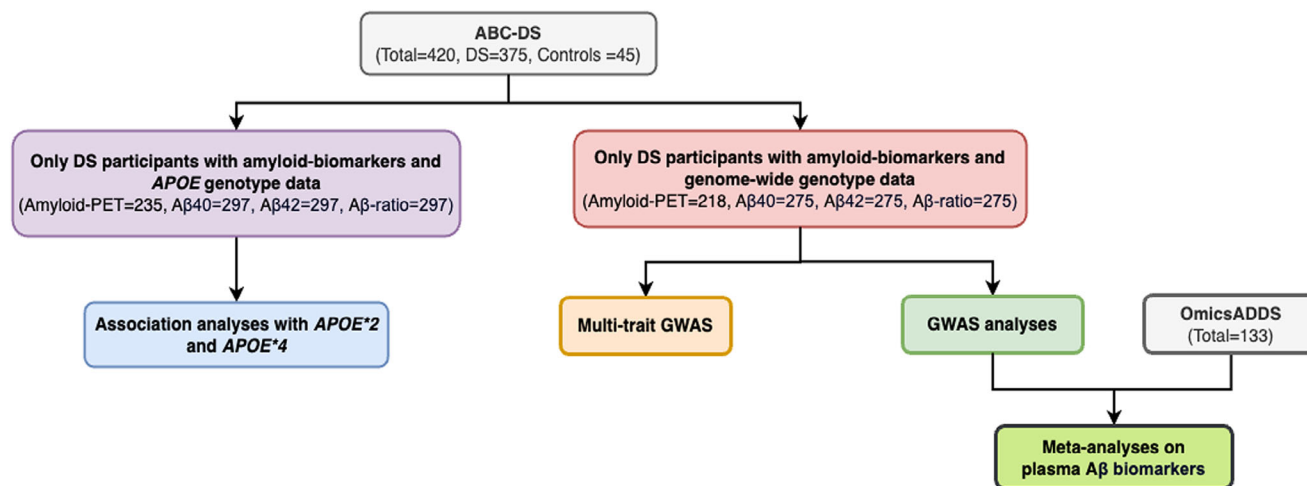 ABC-DS
(Total=420, DS=375, Controls =45)
Only DS participants with amyloid-biomarkers and
APOE genotype data
(Amyloid-PET=235, Aβ40=297, Aβ42=297, Aβ-ratio=297)
Only DS participants with amyloid-biomarkers and
genome-wide genotype data
(Amyloid-PET=218, Aβ40=275, Aβ42=275, Aβ-ratio=275)
Association analyses with APOE*2
and APOE*4
Multi-trait GWAS
GWAS analyses
OmicsADDS
(Total=133)
Meta-analyses on
plasma Aβ biomarkers